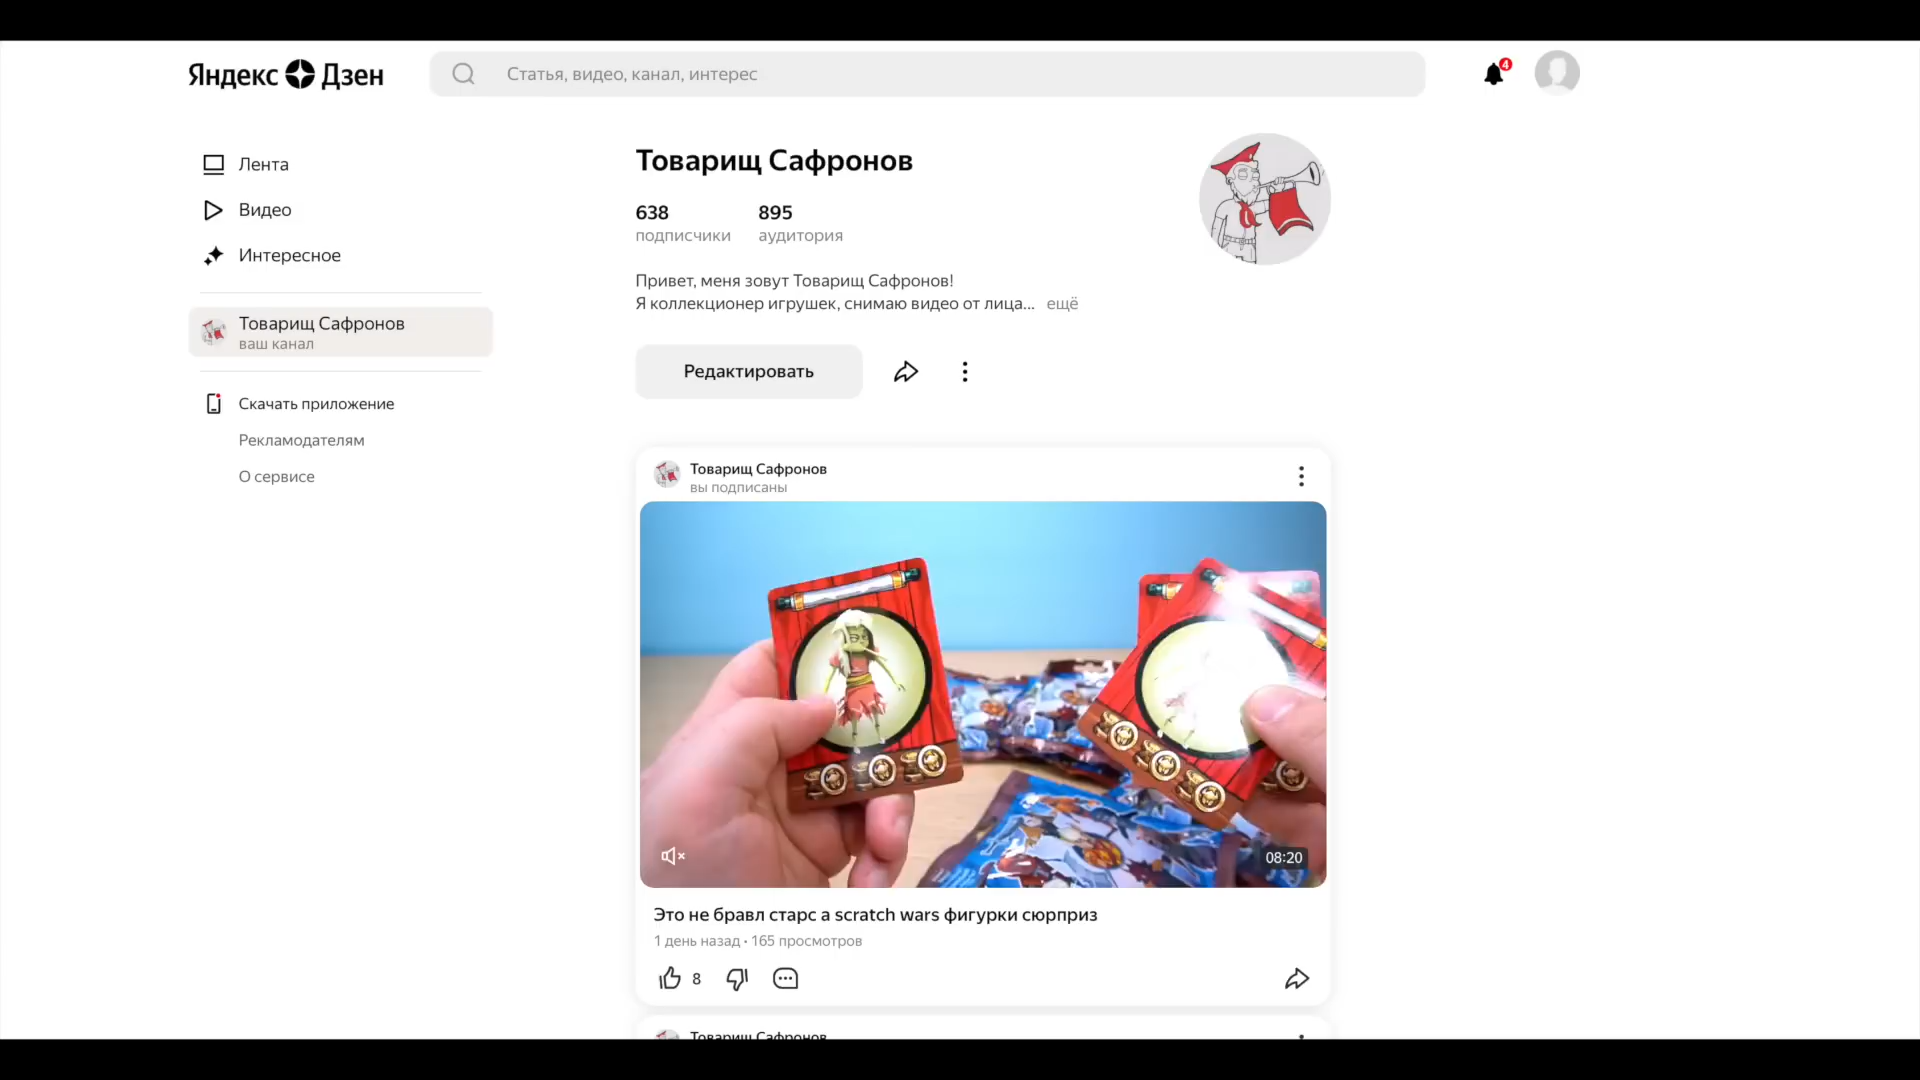 Яндекс Дзен
Статья, видео, канал, интерес
4
Лента
Видео
Интересное
Товарищ Сафронов
ваш канал
Скачать приложение
Рекламодателям
О сервисе
Товарищ Сафронов
638
подписчики
895
аудитория
Привет, меня зовут Товарищ Сафронов!
Я коллекционер игрушек, снимаю видео от лица... ещё
Редактировать
Товарищ Сафронов
вы подписаны
08:20
Это не бравл старс а scratch wars фигурки сюрприз
1 день назад • 165 просмотров
8
Товарищ Сафронов